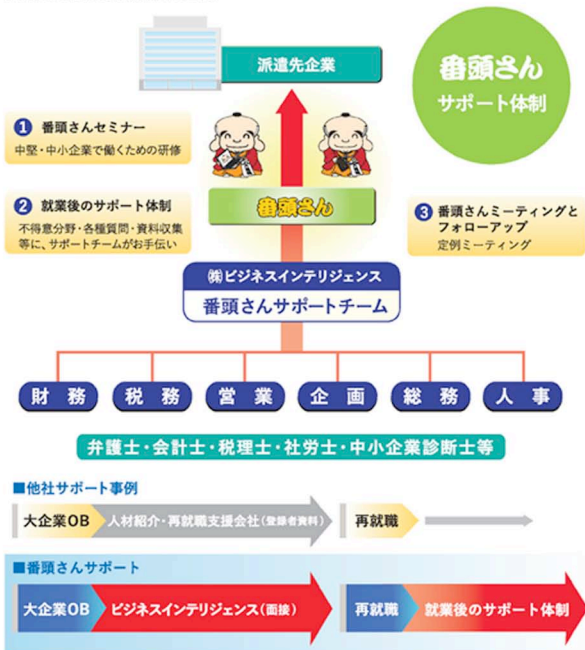 派遣先企業
番頭さん
サポート体制
1 番頭さんセミナー
中堅・中小企業で働くための研修
2 就業後のサポート体制
不得意分野・各種質問・資料収集
等に、サポートチームがお手伝い
番頭さん
3 番頭さんミーティングと
フォローアップ
定例ミーティング
㈱ビジネスインテリジェンス
番頭さんサポートチーム
財務 税務 営業 企画 総務 人事
弁護士・会計士・税理士・社労士・中小企業診断士等
■他社サポート事例
大企業OB 人材紹介・再就職支援会社(登録者資料) 再就職
■番頭さんサポート
大企業OB ビジネスインテリジェンス(面接) 再就職 就業後のサポート体制